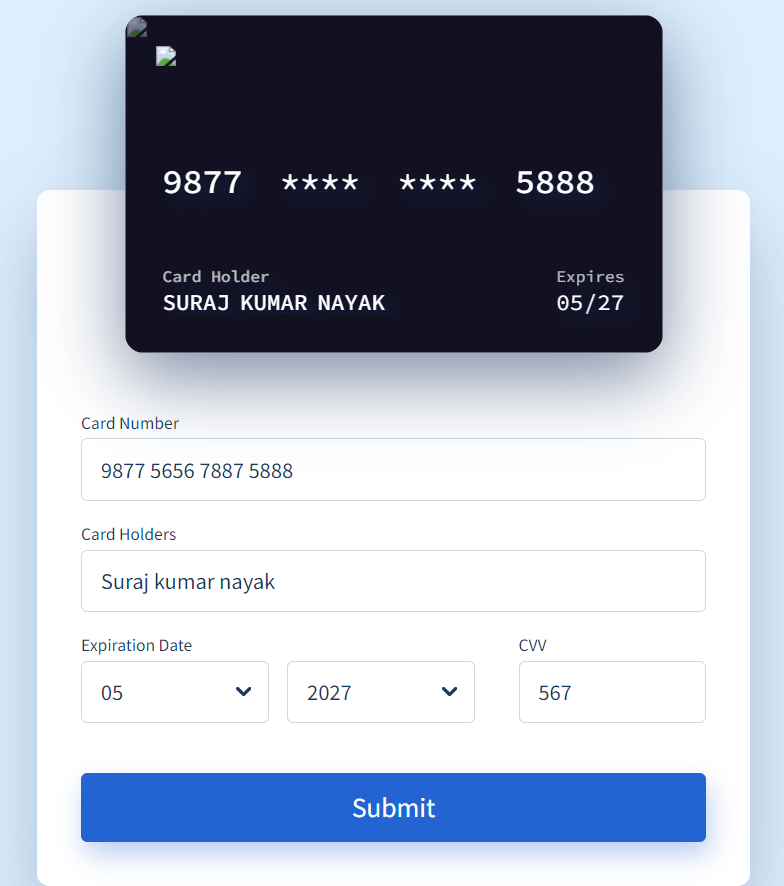 9877 **** **** 5888
Card Holder Expires
SURAJ KUMAR NAYAK 05/27
Card Number
9877 5656 7887 5888
Card Holders
Suraj kumar nayak
Expiration Date CVV
05 2027 567
Submit